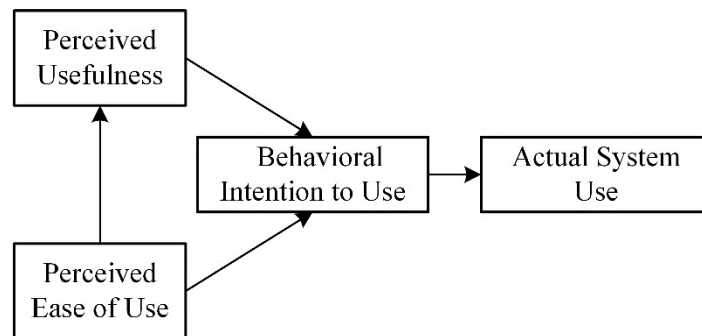 Perceived
Usefulness
Behavioral
Intention to Use
Actual System
Use
Perceived
Ease of Use